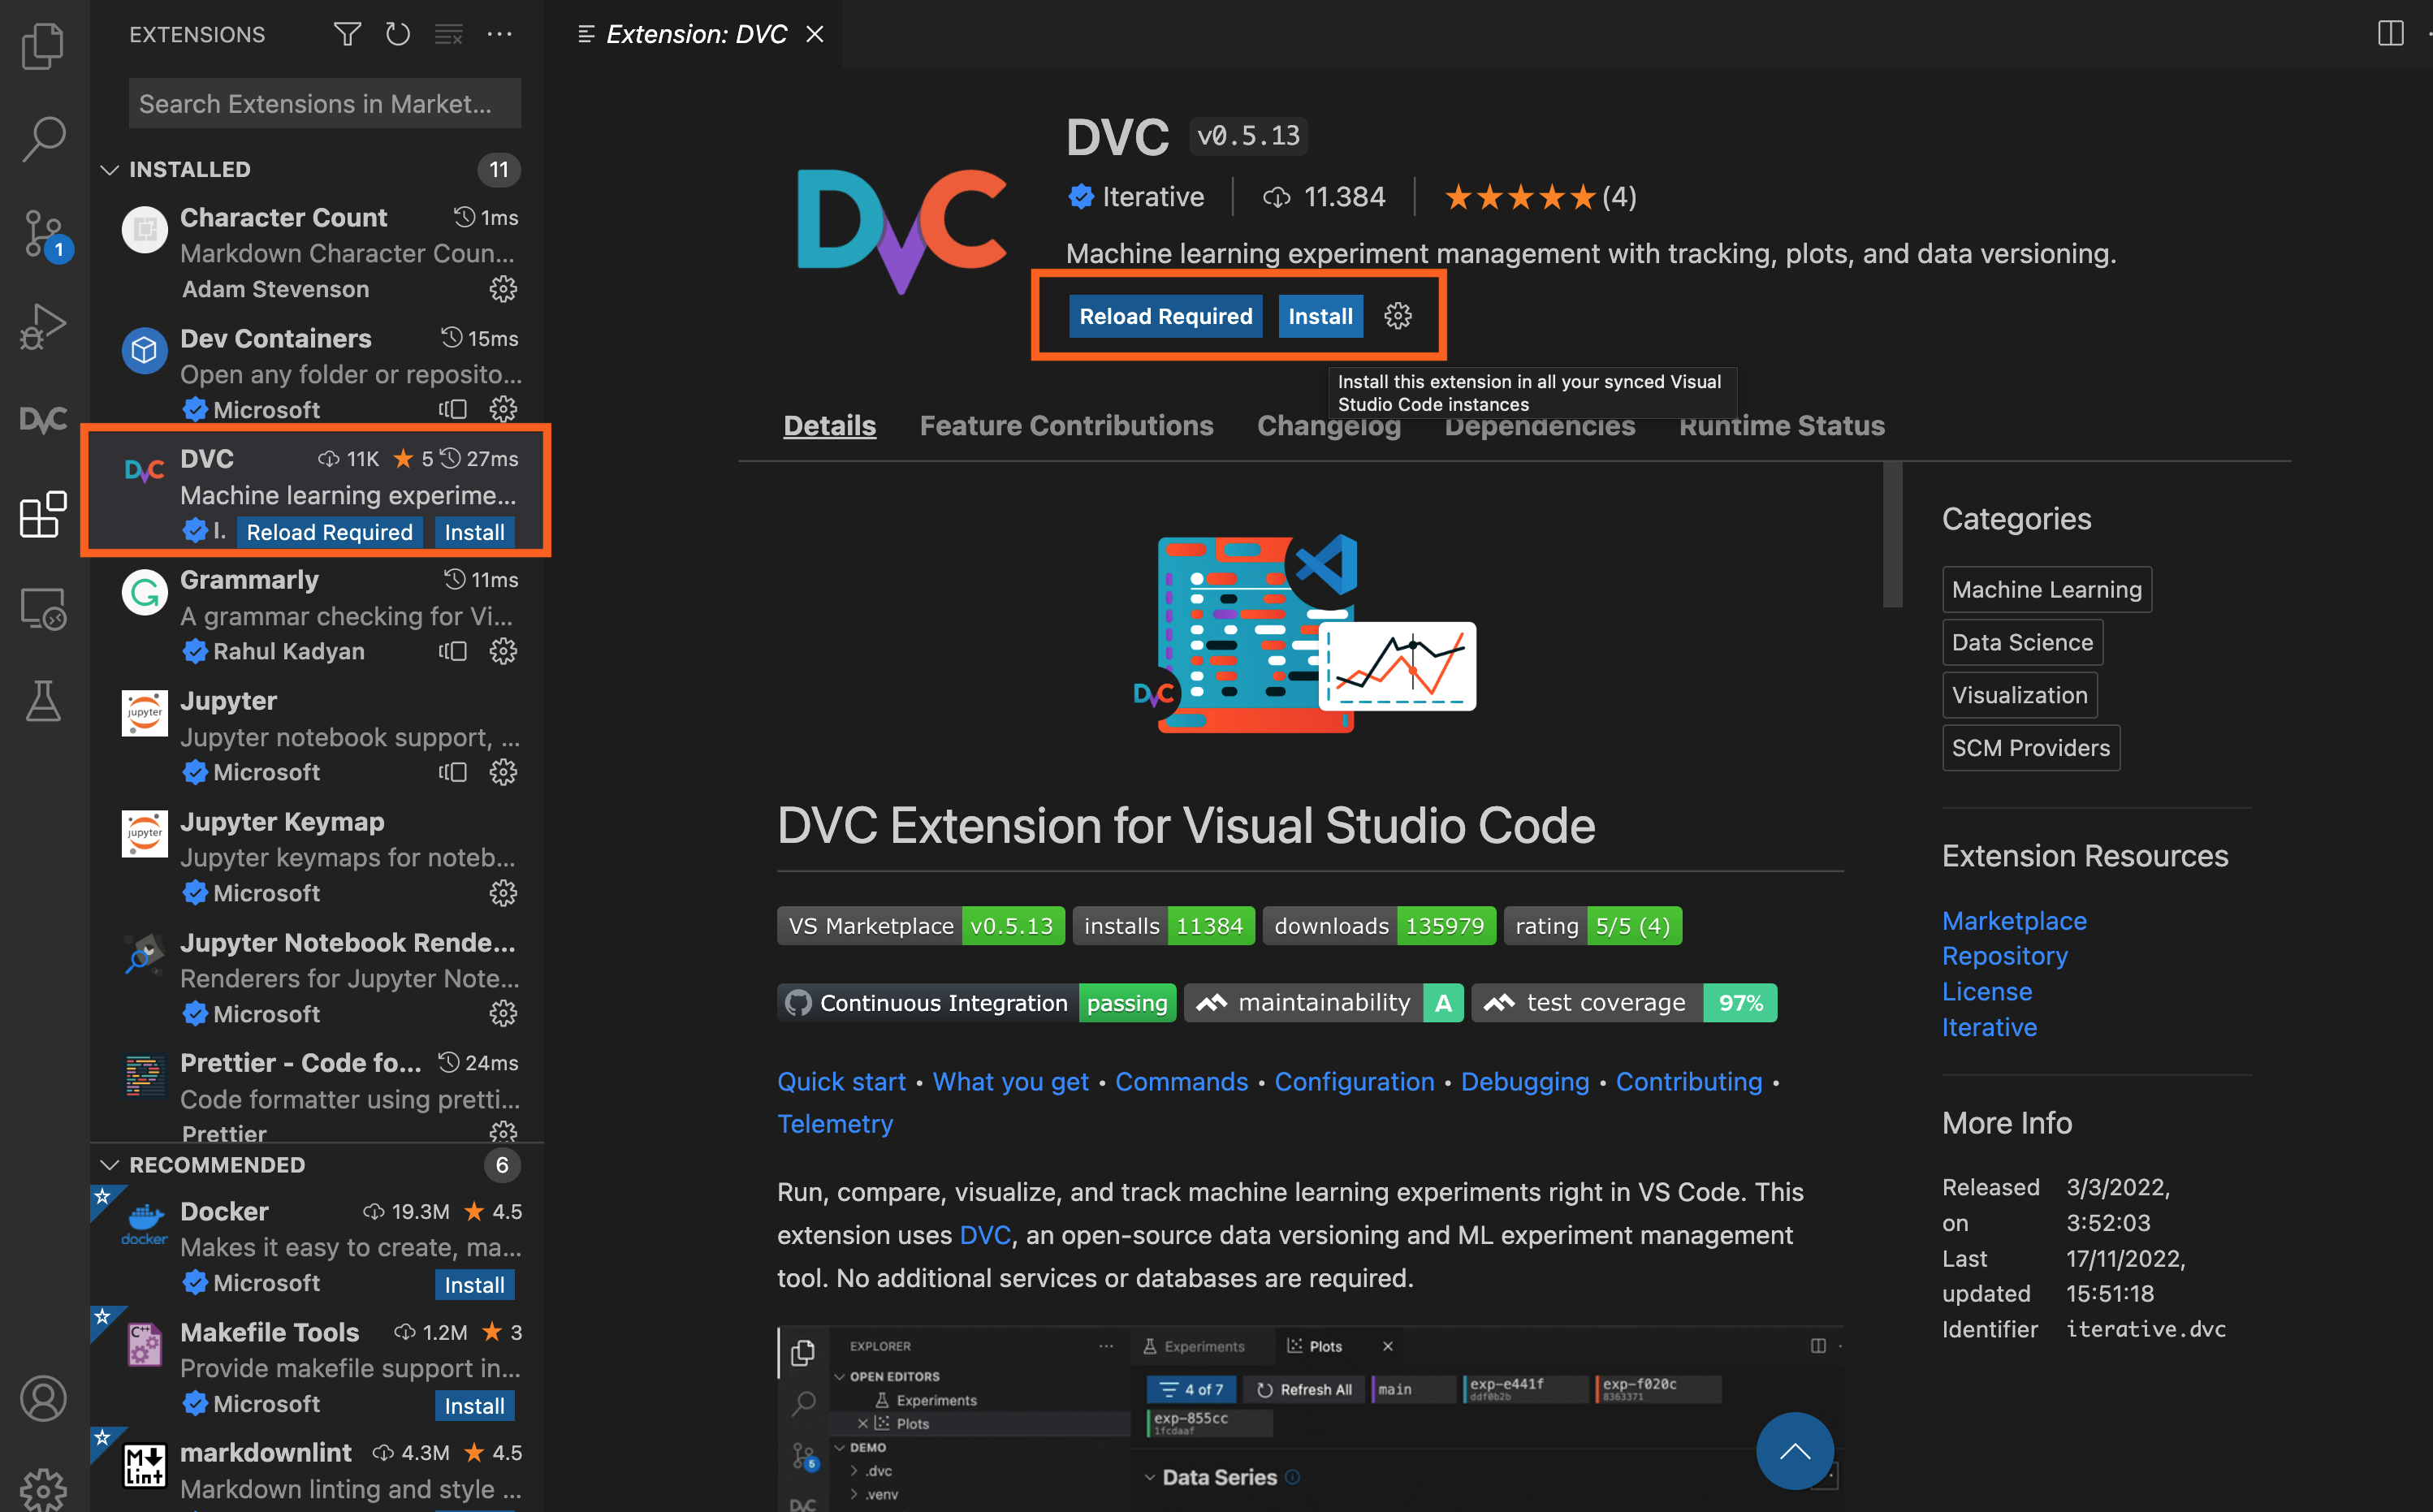 EXTENSIONS
Search Extensions in Market...
INSTALLED
11
Character Count
1ms
Markdown Character Coun...
Adam Stevenson
1
Dev Containers
15ms
Open any folder or reposito...
Microsoft
DVC
DVC
DVC
11K
5
27ms
Machine learning experime...
I.
Reload Required
Install
Grammarly
11ms
A grammar checking for Vi...
Rahul Kadyan
jupyter
Jupyter
Jupyter notebook support, ...
Microsoft
jupyter
Jupyter Keymap
Jupyter keymaps for noteb...
Microsoft
Jupyter Notebook Rende...
Renderers for Jupyter Note...
Microsoft
Prettier - Code fo...
24ms
Code formatter using pretti...
Prettier
RECOMMENDED
6
docker
Docker
19.3M
4.5
Makes it easy to create, ma...
Microsoft
Install
C++
Makefile Tools
1.2M
3
Provide makefile support in...
Microsoft
Install
M
Lint
markdownlint
4.3M
4.5
Markdown linting and style ...
Extension: DVC
DVC
DVC
v0.5.13
Iterative
11.384
(4)
Machine learning experiment management with tracking, plots, and data versioning.
Reload Required
Install
Install this extension in all your synced Visual
Studio Code instances
Details
Feature Contributions
Changelog
Dependencies
Runtime Status
DVC
DVC Extension for Visual Studio Code
VS Marketplace v0.5.13
installs 11384
downloads 135979
rating 5/5 (4)
Continuous Integration passing
maintainability A
test coverage 97%
Quick start • What you get • Commands • Configuration • Debugging • Contributing •
Telemetry
Run, compare, visualize, and track machine learning experiments right in VS Code. This
extension uses DVC, an open-source data versioning and ML experiment management
tool. No additional services or databases are required.
EXPLORER
OPEN EDITORS
Experiments
Plots
DEMO
5
.dvc
.venv
DVC
Experiments
Plots
4 of 7
Refresh All
main
exp-e441f
ddf0b2b
exp-f020c
8363371
exp-855cc
1fcdaaf
Data Series
Categories
Machine Learning
Data Science
Visualization
SCM Providers
Extension Resources
Marketplace
Repository
License
Iterative
More Info
Released 3/3/2022,
on 3:52:03
Last 17/11/2022,
updated 15:51:18
Identifier iterative.dvc